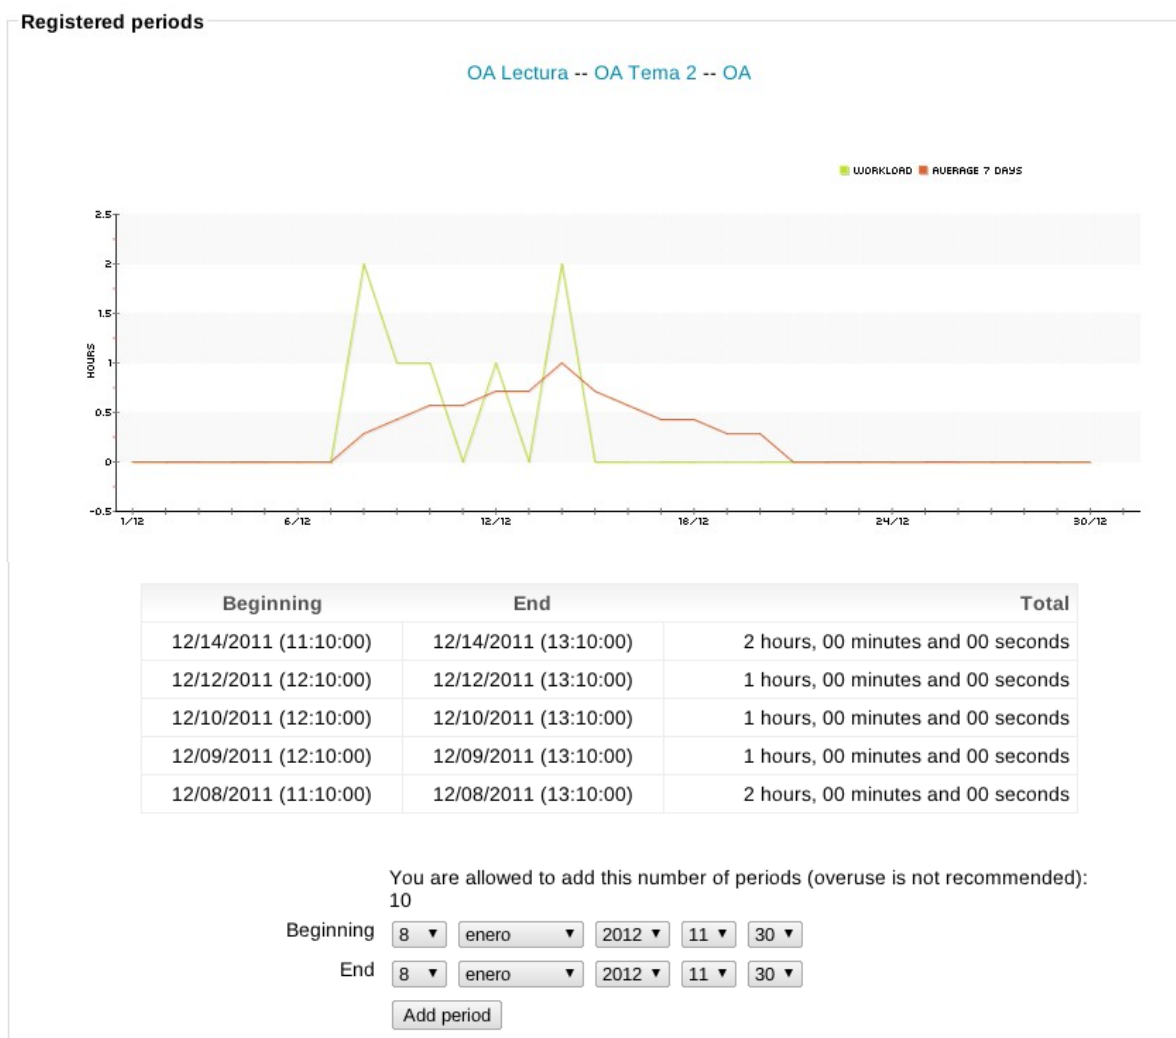 Registered periods
OA Lectura -- OA Tema 2 -- OA
WORKLOAD AVERAGE 7 DAYS
2.5
2
1.5
1
0.5
0
-0.5
HOURS
1/12 6/12 12/12 18/12 24/12 30/12
Beginning End Total
12/14/2011 (11:10:00) 12/14/2011 (13:10:00) 2 hours, 00 minutes and 00 seconds
12/12/2011 (12:10:00) 12/12/2011 (13:10:00) 1 hours, 00 minutes and 00 seconds
12/10/2011 (12:10:00) 12/10/2011 (13:10:00) 1 hours, 00 minutes and 00 seconds
12/09/2011 (12:10:00) 12/09/2011 (13:10:00) 1 hours, 00 minutes and 00 seconds
12/08/2011 (11:10:00) 12/08/2011 (13:10:00) 2 hours, 00 minutes and 00 seconds
You are allowed to add this number of periods (overuse is not recommended):
10
Beginning 8 enero 2012 11 30
End 8 enero 2012 11 30
Add period